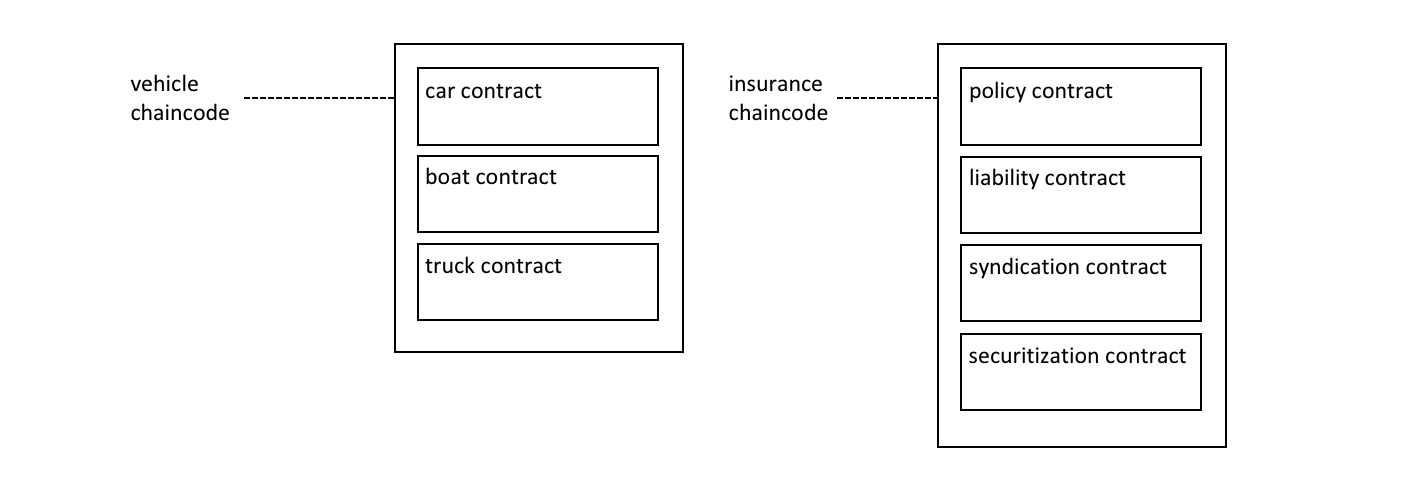 vehicle
chaincode
car contract
boat contract
truck contract
insurance
chaincode
policy contract
liability contract
syndication contract
securitization contract